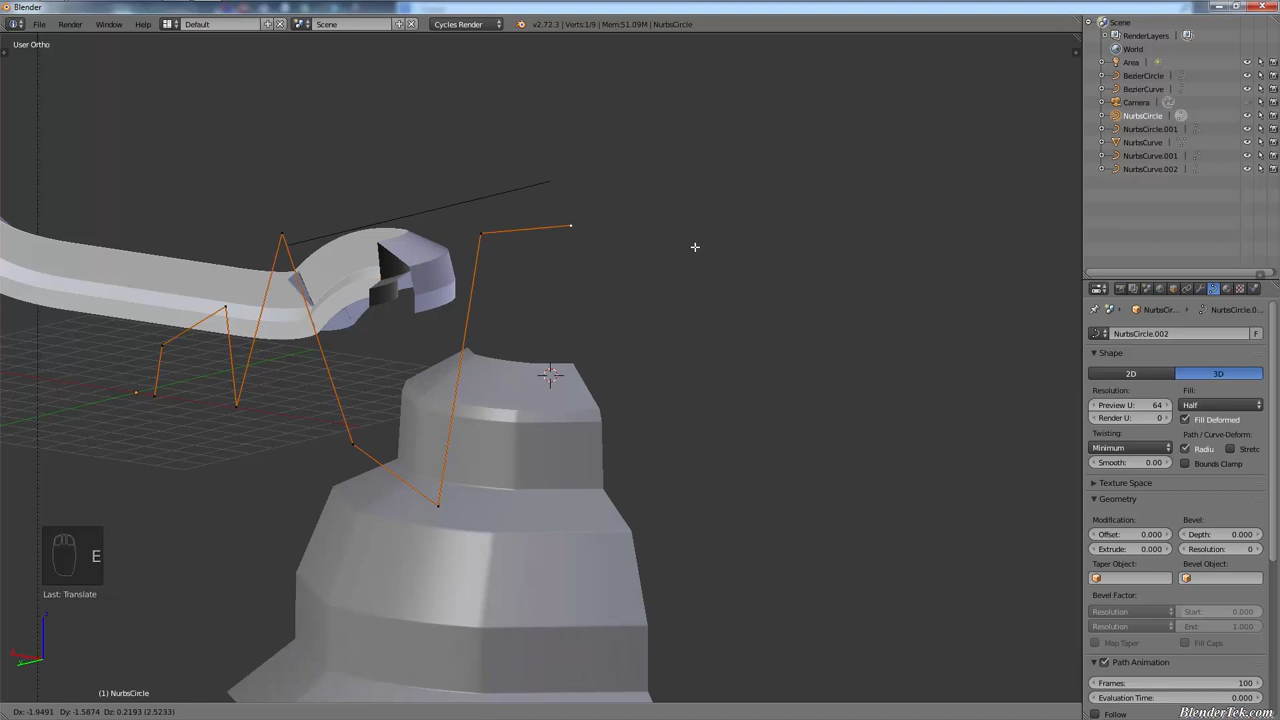 Blender
File Render Window Help Default Scene Cycles Render v2.72.3 | Verts:1/9 | Mem:51.09M | NurbsCircle
User Ortho
Scene
RenderLayers
World
Area
BezierCircle
BezierCurve
Camera
NurbsCircle
NurbsCircle.001
NurbsCurve
NurbsCurve.001
NurbsCurve.002
NurbsCir... NurbsCircle.0...
NurbsCircle.002 F
Shape
2D 3D
Resolution: Fill:
Preview U: 64 Half
Render U: 0 Fill Deformed
Twisting: Path / Curve-Deform:
Minimum Radiu Stretc
Smooth: 0.00 Bounds Clamp
Texture Space
Geometry
Modification: Bevel:
Offset: 0.000 Depth: 0.000
Extrude: 0.000 Resolution: 0
Taper Object: Bevel Object:
Bevel Factor:
Resolution Start: 0.000
Resolution End: 1.000
Map Taper Fill Caps
Path Animation
Frames: 100
Evaluation Time: 0.000
Follow
E
Last: Translate
z
x
y
(1) NurbsCircle
Dx: -1.9491 Dy: -1.5874 Dz: 0.2193 (2.5233)
BlenderTek.com